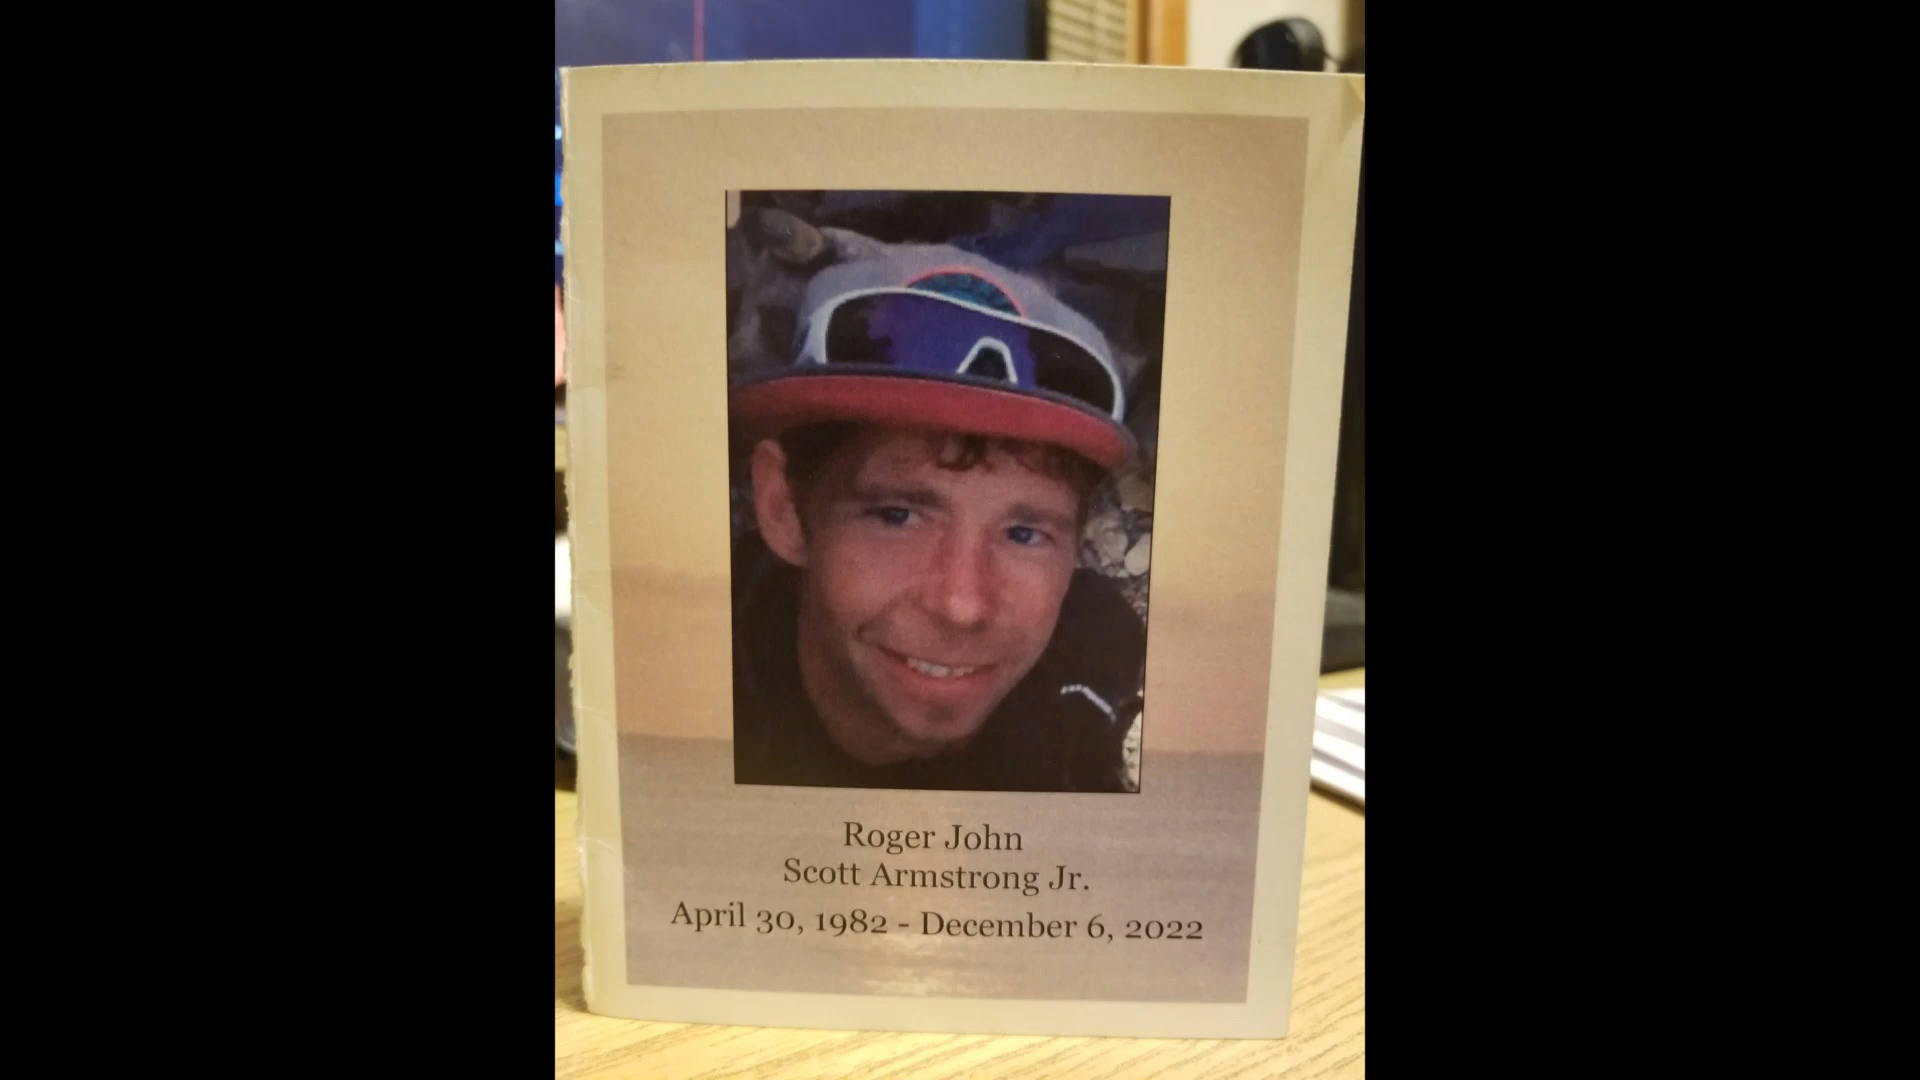 Roger John
Scott Armstrong Jr.
April 30, 1982 - December 6, 2022